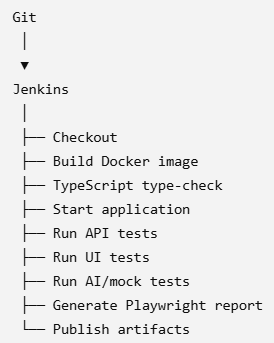 Git
│
▼
Jenkins
│
├── Checkout
├── Build Docker image
├── TypeScript type-check
├── Start application
├── Run API tests
├── Run UI tests
├── Run AI/mock tests
├── Generate Playwright report
└── Publish artifacts